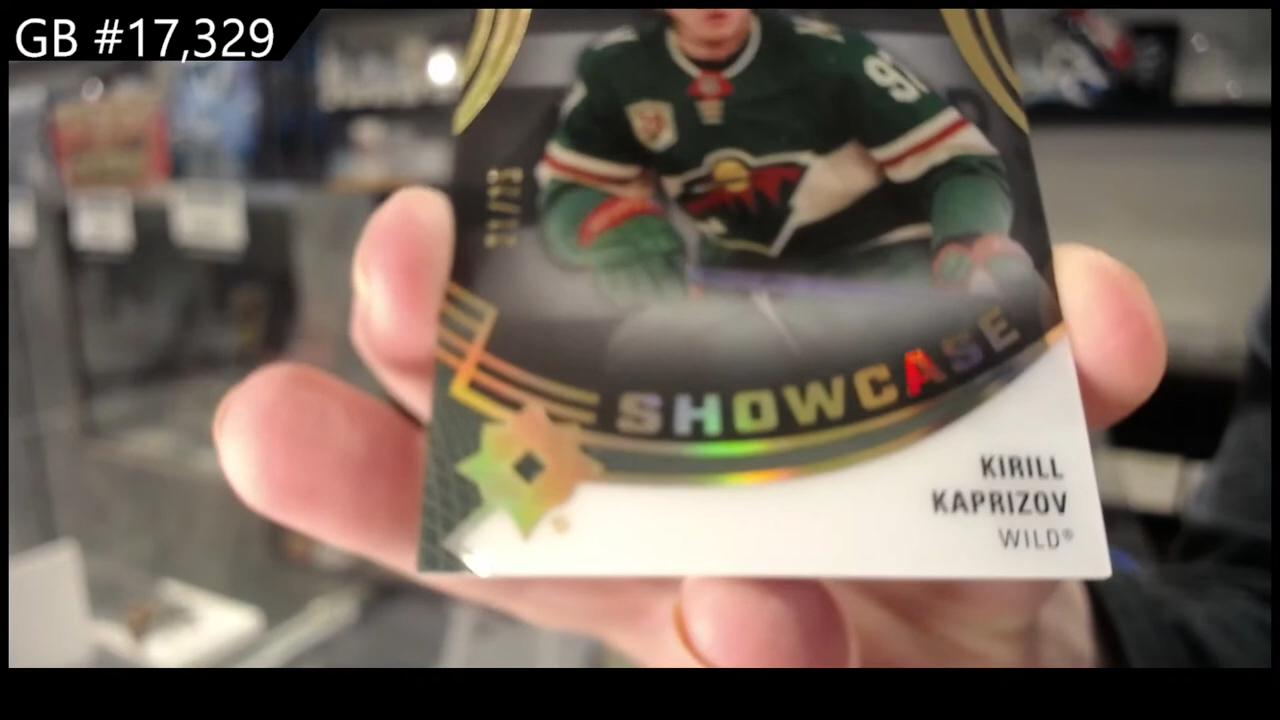 GB #17,329
SHOWCASE
KIRILL
KAPRIZOV
WILD®